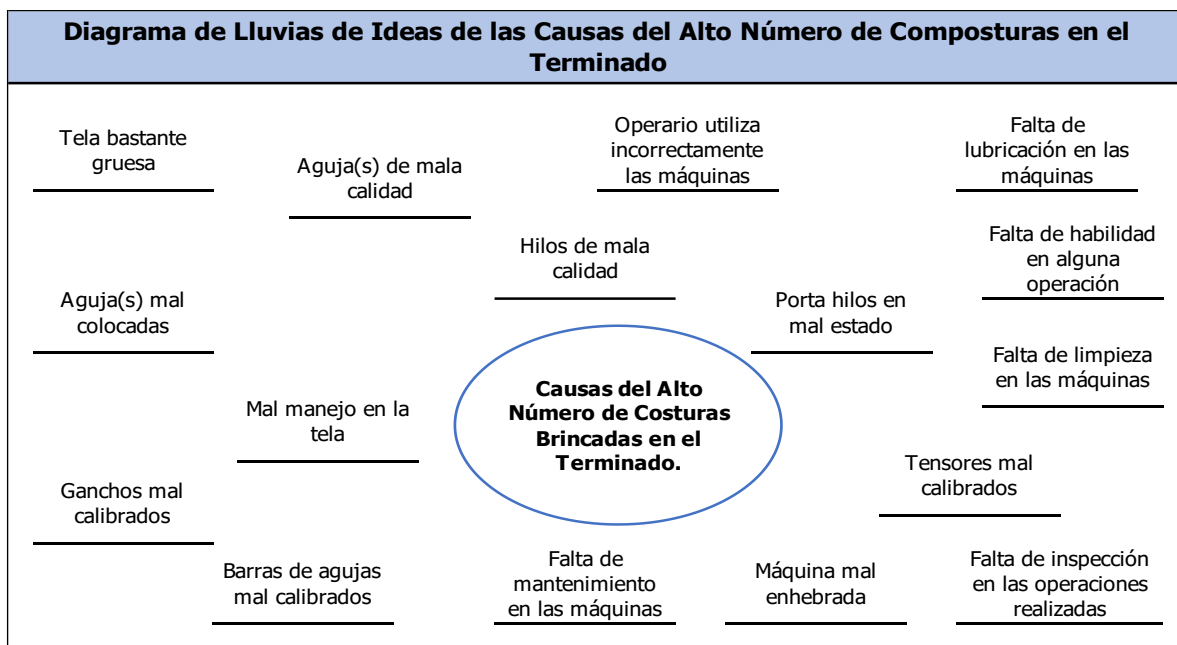 Diagrama de Lluvias de Ideas de las Causas del Alto Número de Composturas en el
Terminado
Tela bastante
gruesa
Aguja(s) de mala
calidad
Operario utiliza
incorrectamente
las máquinas
Falta de
lubricación en las
máquinas
Hilos de mala
calidad
Falta de habilidad
en alguna
operación
Aguja(s) mal
colocadas
Porta hilos en
mal estado
Falta de limpieza
en las máquinas
Causas del Alto
Número de Costuras
Brincadas en el
Terminado.
Mal manejo en la
tela
Ganchos mal
calibrados
Tensores mal
calibrados
Barras de agujas
mal calibrados
Falta de
mantenimiento
en las máquinas
Máquina mal
enhebrada
Falta de inspección
en las operaciones
realizadas